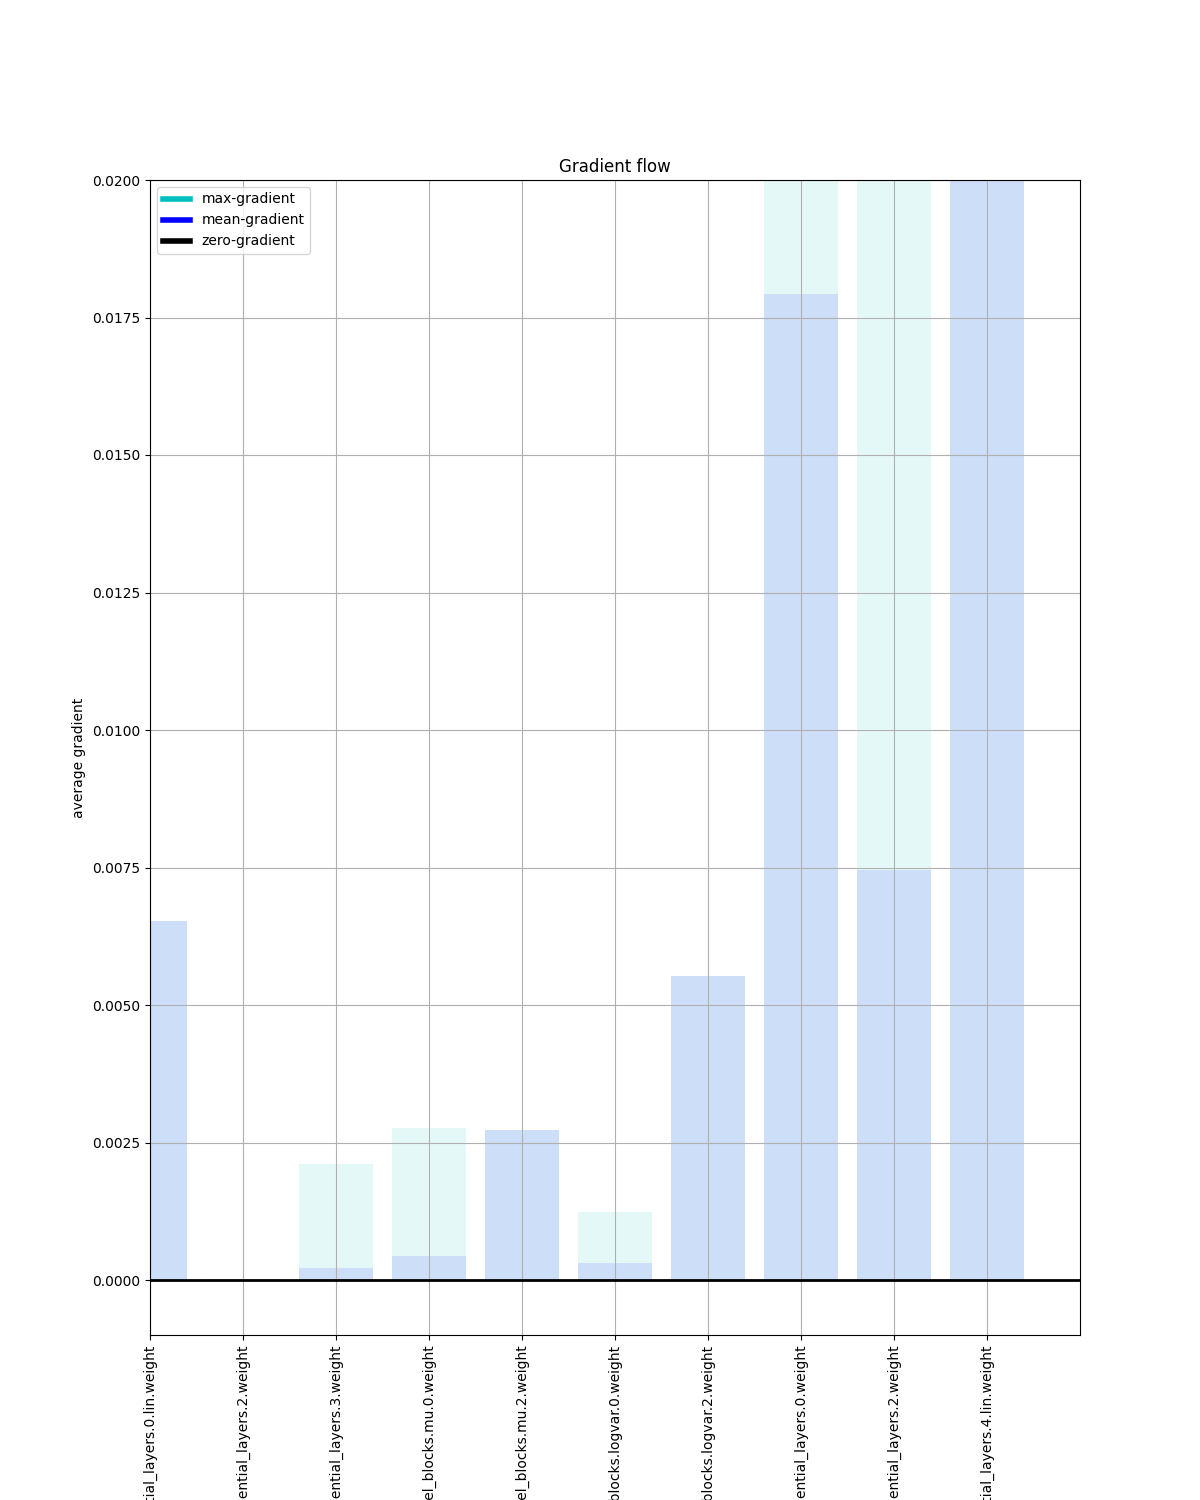 Gradient flow
max-gradient
mean-gradient
zero-gradient
average gradient
0.0200
0.0175
0.0150
0.0125
0.0100
0.0075
0.0050
0.0025
0.0000
tial_layers.0.lin.weight
ential_layers.2.weight
ential_layers.3.weight
el_blocks.mu.0.weight
el_blocks.mu.2.weight
blocks.logvar.0.weight
blocks.logvar.2.weight
ential_layers.0.weight
ential_layers.2.weight
tial_layers.4.lin.weight